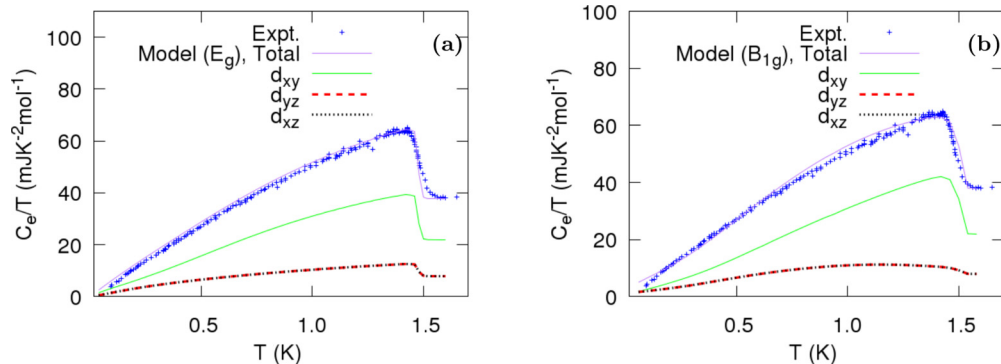 100
80
60
40
20
0
C_e/T (mJK^-2mol^-1)
Expt.
Model (E_g), Total
d_xy
d_yz
d_xz
(a)
0.5
1.0
1.5
T (K)
100
80
60
40
20
0
C_e/T (mJK^-2mol^-1)
Expt.
Model (B_1g), Total
d_xy
d_yz
d_xz
(b)
0.5
1.0
1.5
T (K)